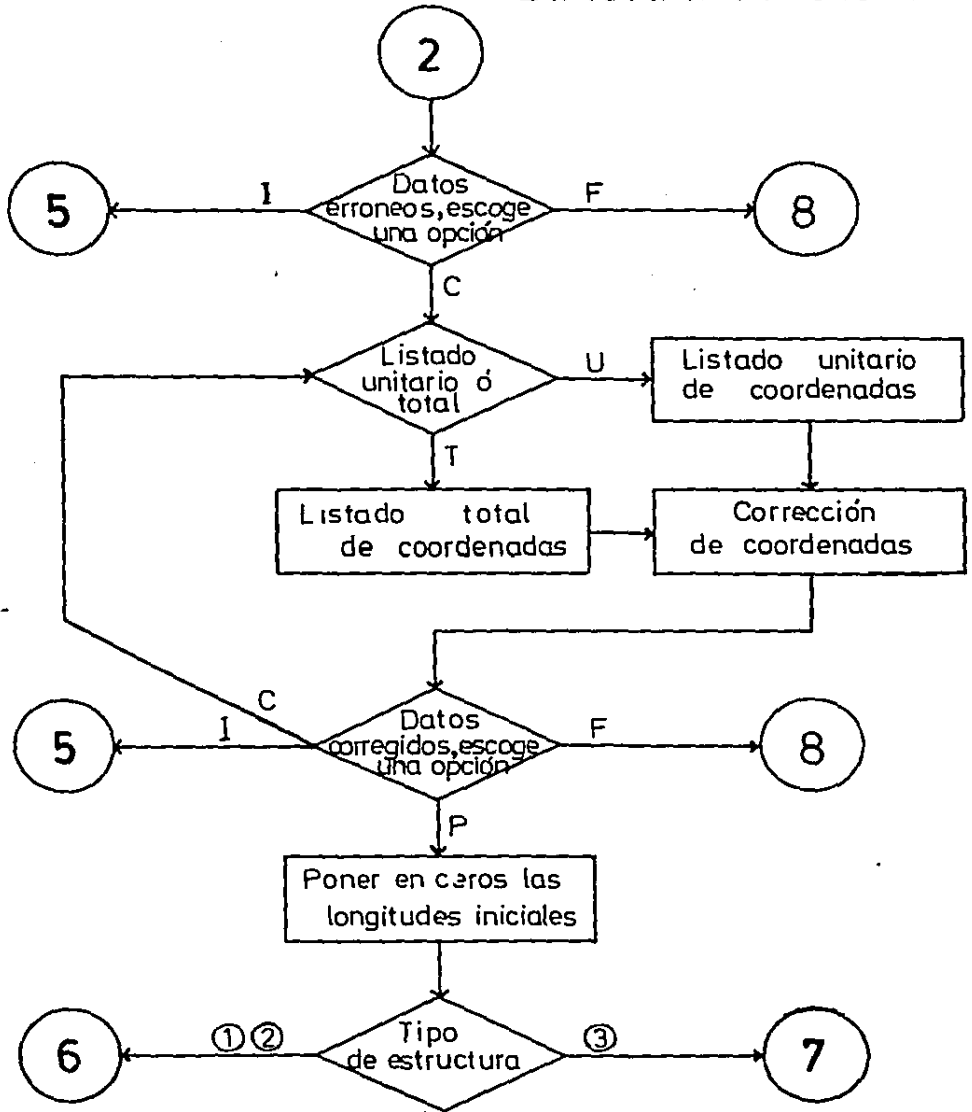 2
5
I
Datos
erroneos, escoge
una opción
F
8
C
Listado
unitario ó
total
U
Listado unitario
de coordenadas
T
Listado total
de coordenadas
Corrección
de coordenadas
C
5
I
Datos
corregidos, escoge
una opción
F
8
P
Poner en ceros las
longitudes iniciales
6
① ②
Tipo
de estructura
③
7